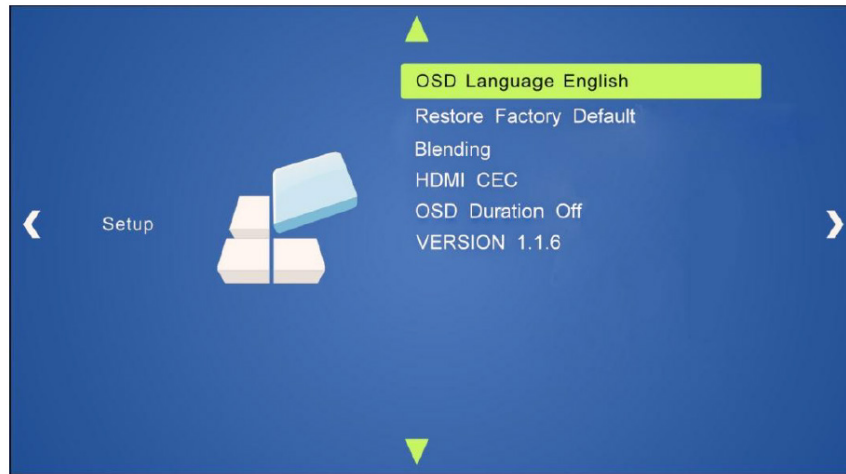 Setup
OSD Language English
Restore Factory Default
Blending
HDMI CEC
OSD Duration Off
VERSION 1.1.6